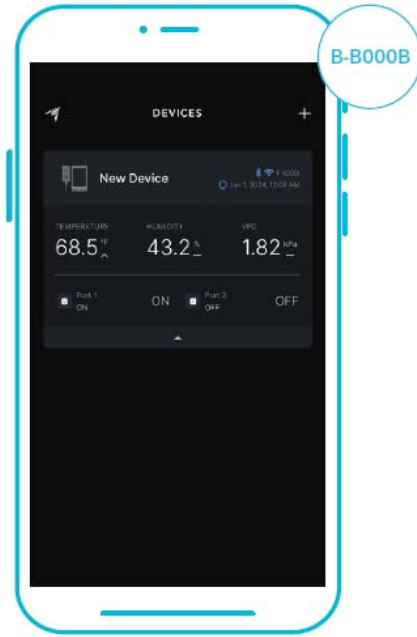 B-B000B
DEVICES +
New Device
Jan 1, 2024, 12:00 AM
TEMPERATURE HUMIDITY VPD
68.5 °F 43.2 % 1.82 kPa
Port 1 ON Port 2 OFF
ON OFF